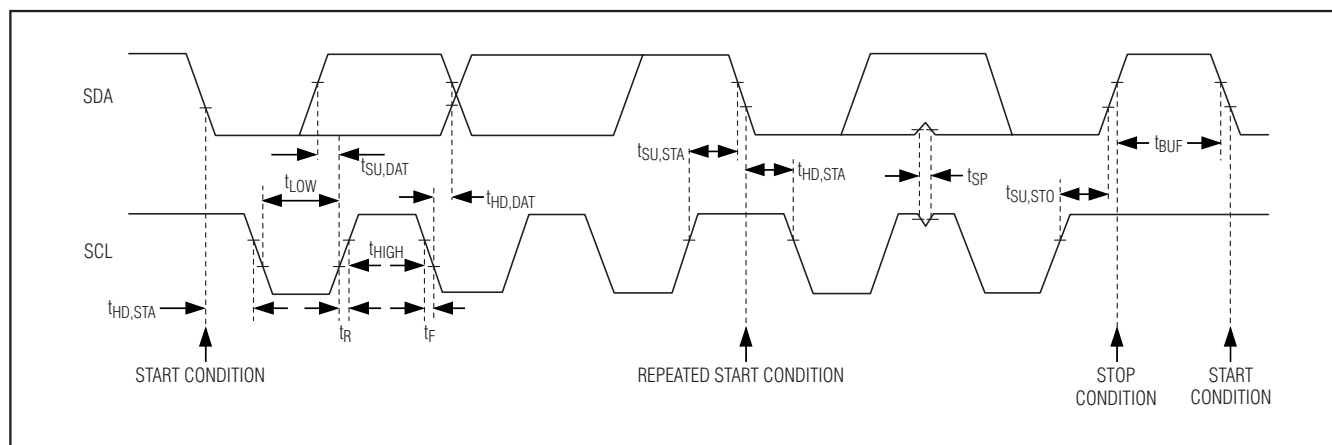 SDA
tSU,DAT
tLOW
tHD,DAT
tSU,STA
tHD,STA
tSP
tSU,STO
tBUF
SCL
tHIGH
tHD,STA
tR
tF
START CONDITION
REPEATED START CONDITION
STOP
CONDITION
START
CONDITION